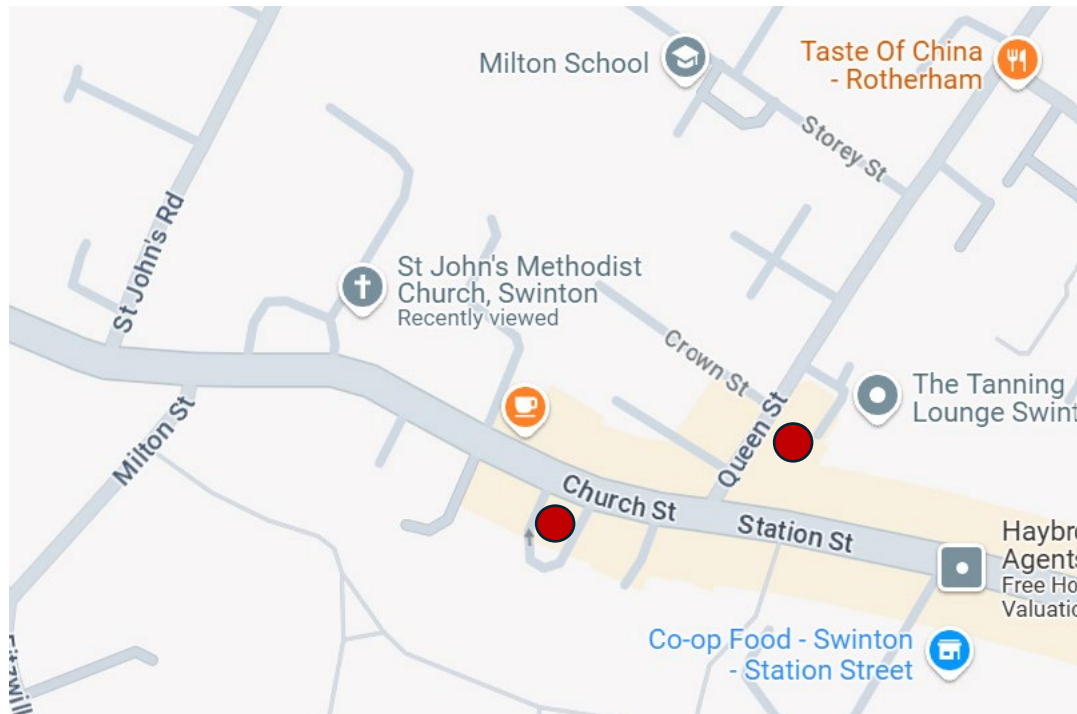 Milton School
Taste Of China
- Rotherham
Storey St
St John's Rd
St John's Methodist
Church, Swinton
Recently viewed
Crown St
The Tanning
Lounge Swint
Queen St
Milton St
Church St
Station St
Haybr
Agents
Free Ho
Valuatio
Co-op Food - Swinton
- Station Street
Fitzwill